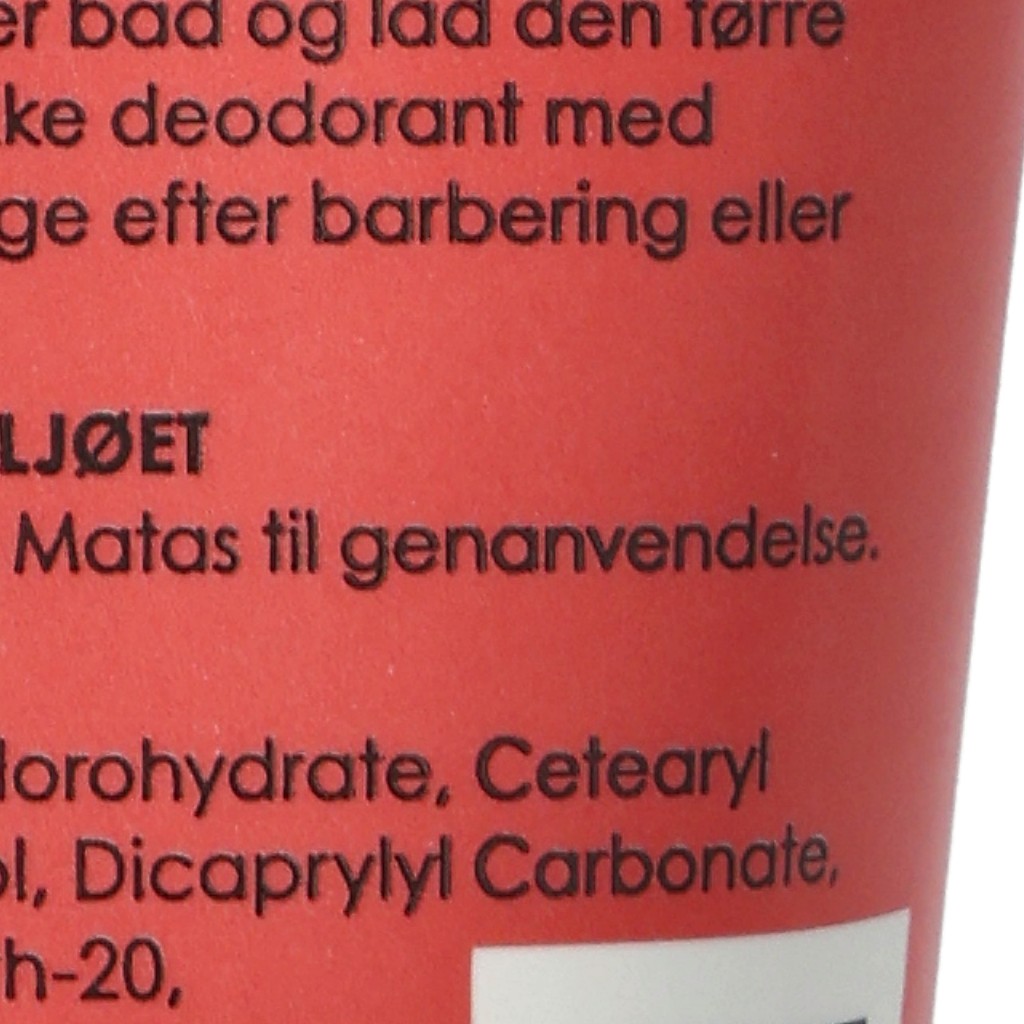 er bad og lad den tørre
ke deodorant med
ge efter barbering eller
LJØET
Matas til genanvendelse.
lorohydrate, Cetearyl
ol, Dicaprylyl Carbonate,
h-20,